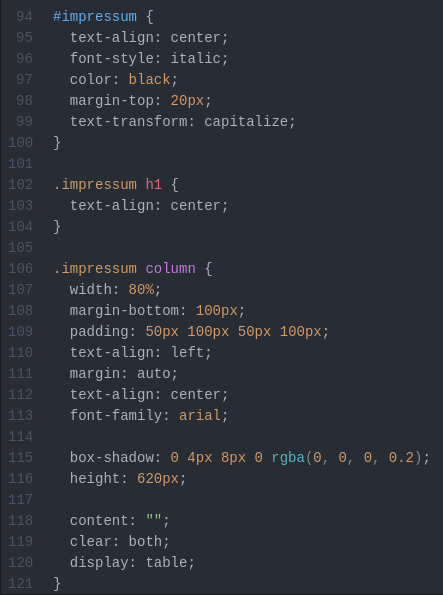 94 #impressum {
95   text-align: center;
96   font-style: italic;
97   color: black;
98   margin-top: 20px;
99   text-transform: capitalize;
100 }
101
102 .impressum h1 {
103   text-align: center;
104 }
105
106 .impressum column {
107   width: 80%;
108   margin-bottom: 100px;
109   padding: 50px 100px 50px 100px;
110   text-align: left;
111   margin: auto;
112   text-align: center;
113   font-family: arial;
114
115   box-shadow: 0 4px 8px 0 rgba(0, 0, 0, 0.2);
116   height: 620px;
117
118   content: "";
119   clear: both;
120   display: table;
121 }